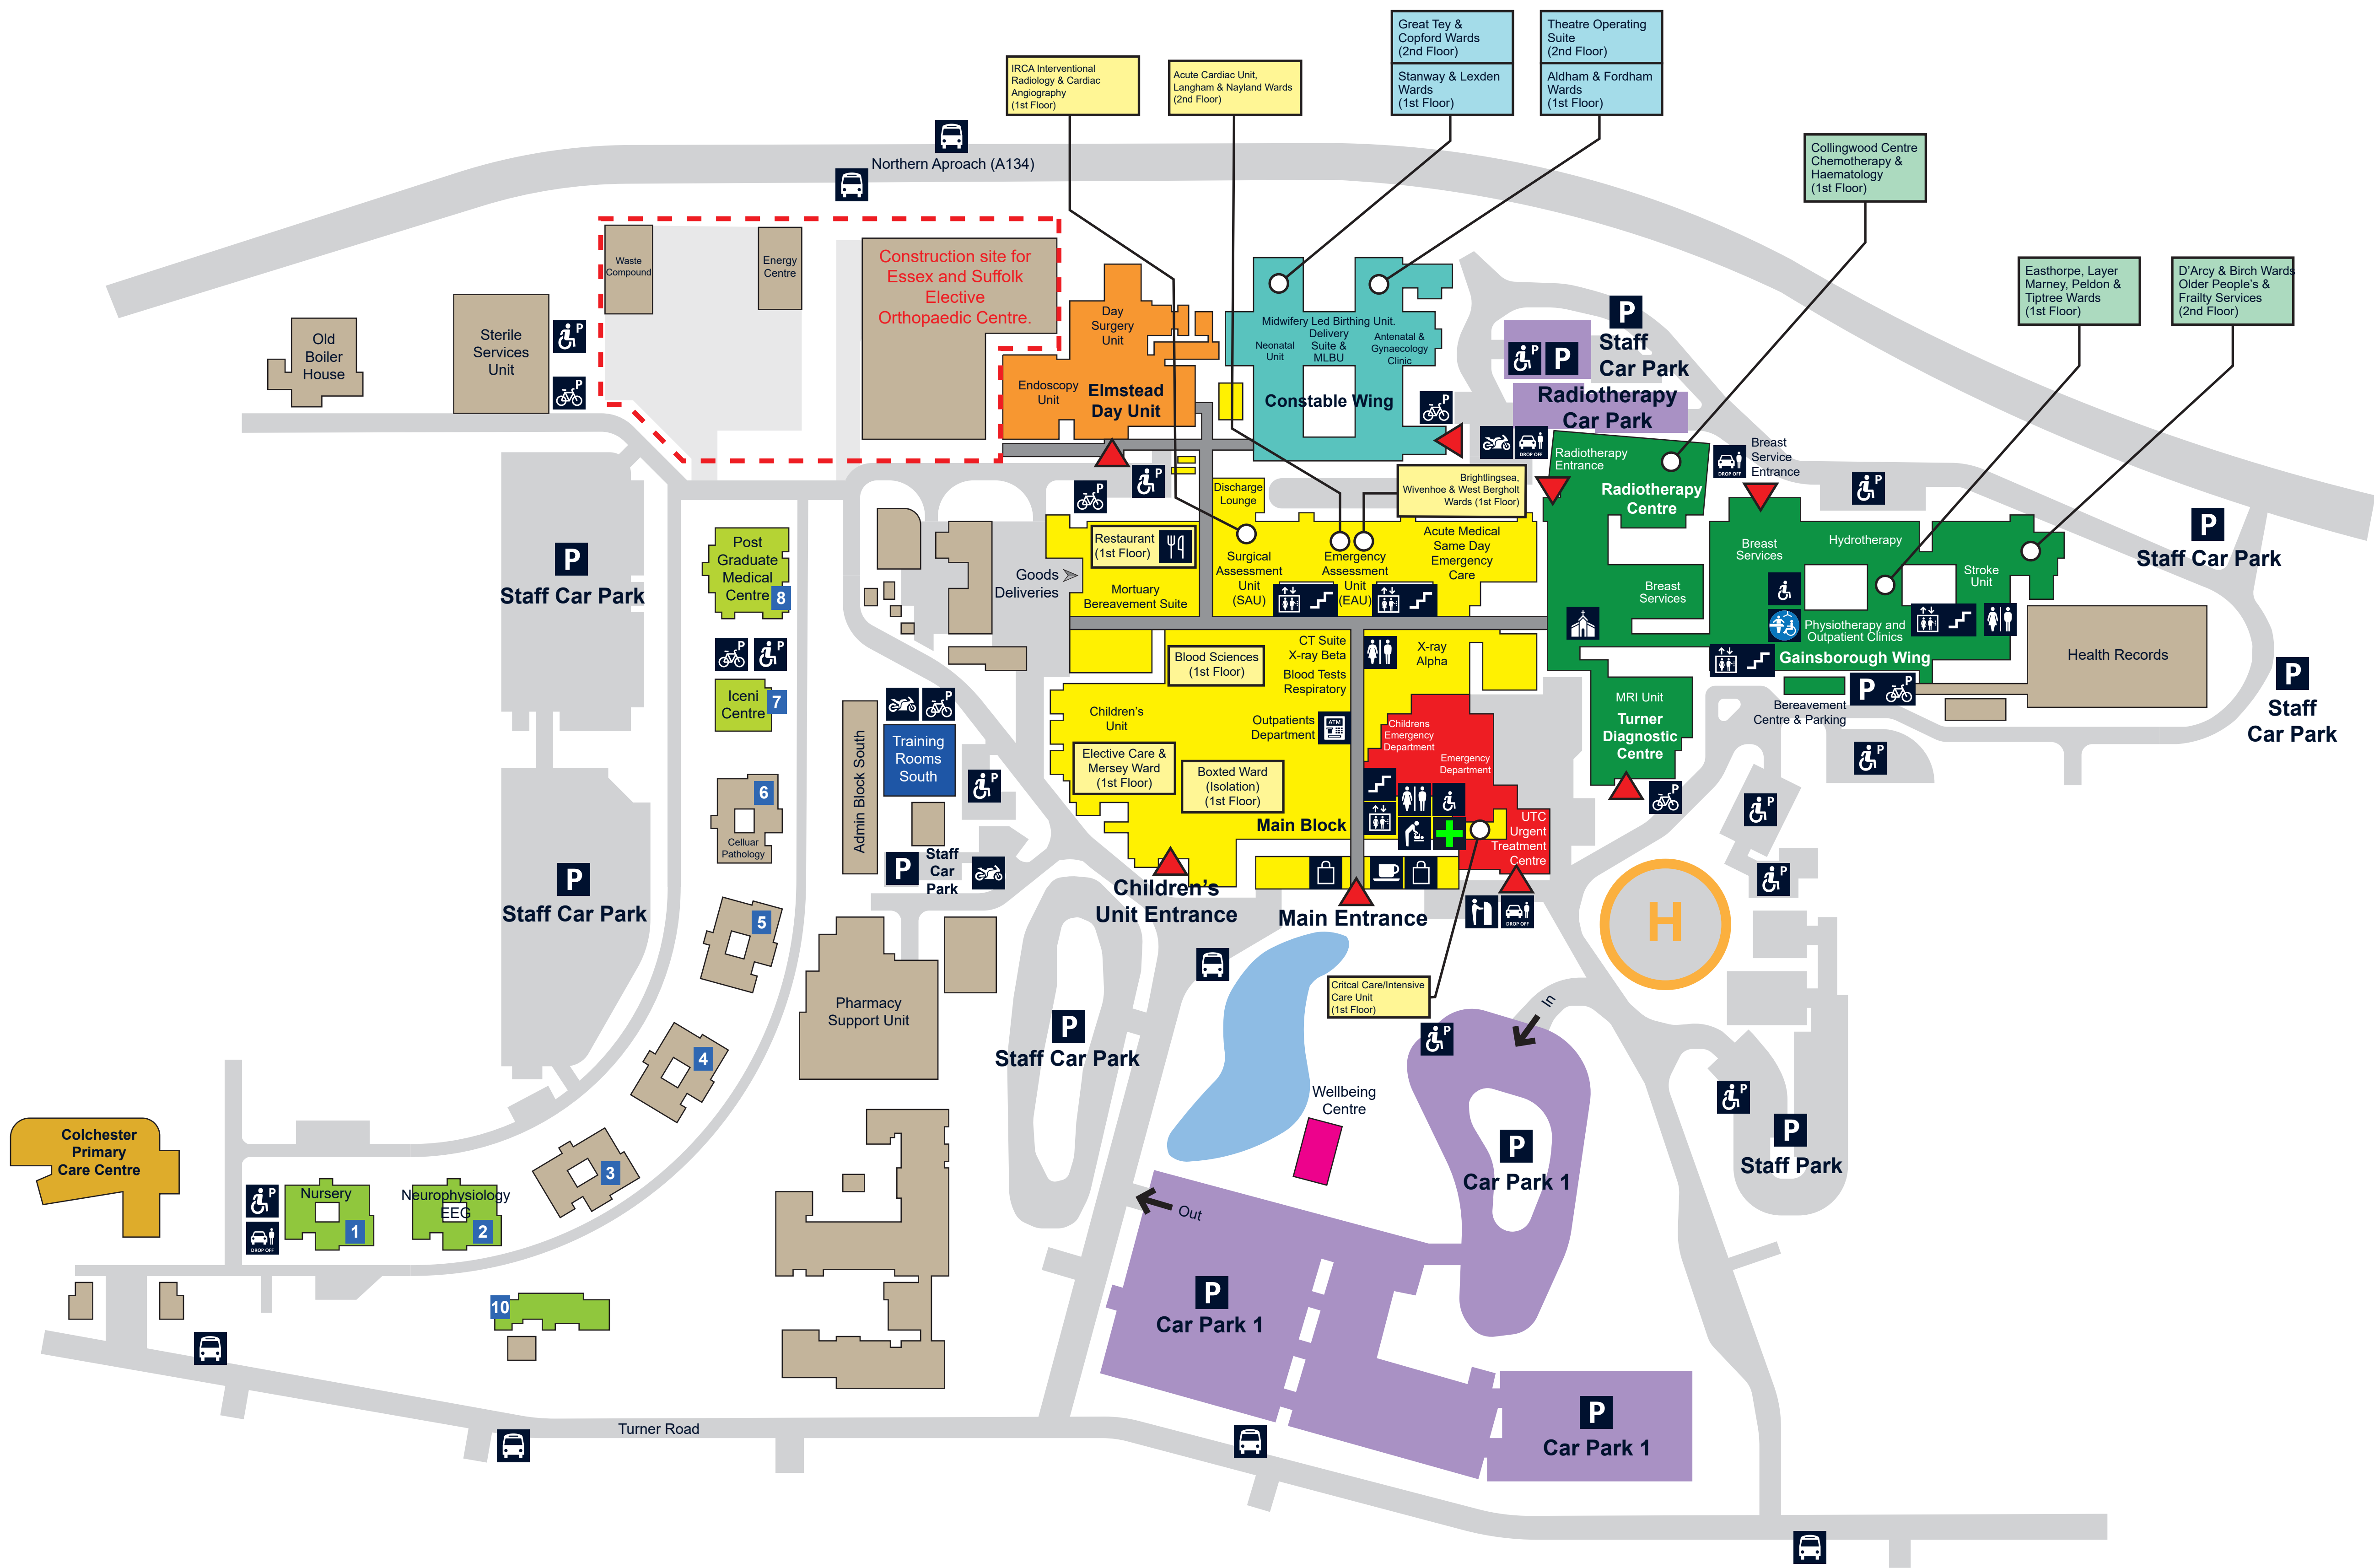 Great Tey &
Copford Wards
(2nd Floor)
Stanway & Lexden
Wards
(1st Floor)
Theatre Operating
Suite
(2nd Floor)
Aldham & Fordham
Wards
(1st Floor)
IRCA Interventional
Radiology & Cardiac
Angiography
(1st Floor)
Acute Cardiac Unit,
Langham & Nayland Wards
(2nd Floor)
Collingwood Centre
Chemotherapy &
Haematology
(1st Floor)
Easthorpe, Layer
Marney, Peldon &
Tiptree Wards
(1st Floor)
D'Arcy & Birch Wards
Older People's &
Frailty Services
(2nd Floor)
Northern Aproach (A134)
Waste
Compound
Energy
Centre
Construction site for
Essex and Suffolk
Elective
Orthopaedic Centre.
Old
Boiler
House
Sterile
Services
Unit
P
P
Day
Surgery
Unit
Endoscopy
Unit
Elmstead
Day Unit
Midwifery Led Birthing Unit.
Delivery
Suite &
MLBU
Neonatal
Unit
Antenatal &
Gynaecology
Clinic
Constable Wing
P
P
Staff
Car Park
P
P
Radiotherapy
Car Park
P
DROP OFF
Radiotherapy
Entrance
Radiotherapy
Centre
DROP OFF
Breast
Service
Entrance
P
P
Staff Car Park
Discharge
Lounge
Brightlingsea,
Wivenhoe & West Bergholt
Wards (1st Floor)
Restaurant
(1st Floor)
Goods
Deliveries
Mortuary
Bereavement Suite
Surgical
Assessment
Unit
(SAU)
Emergency
Assessment
Unit
(EAU)
Acute Medical
Same Day
Emergency
Care
Breast
Services
Hydrotherapy
Stroke
Unit
Breast
Services
Physiotherapy and
Outpatient Clinics
Gainsborough Wing
Health Records
P
P
Bereavement
Centre & Parking
P
Staff
Car Park
P
P
Staff Car Park
Post
Graduate
Medical
Centre
8
P
P
Iceni
Centre
7
6
Celluar
Pathology
5
4
3
P
Staff Car Park
Admin Block South
P
Training
Rooms
South
P
P
Staff
Car
Park
Pharmacy
Support Unit
Blood Sciences
(1st Floor)
CT Suite
X-ray Beta
Blood Tests
Respiratory
X-ray
Alpha
Children's
Unit
Outpatients
Department
ATM
Elective Care &
Mersey Ward
(1st Floor)
Boxted Ward
(Isolation)
(1st Floor)
Main Block
Childrens
Emergency
Department
Emergency
Department
UTC
Urgent
Treatment
Centre
MRI Unit
Turner
Diagnostic
Centre
P
P
P
Children's
Unit Entrance
Main Entrance
DROP OFF
H
Critcal Care/Intensive
Care Unit
(1st Floor)
P
Staff Car Park
Wellbeing
Centre
P
In
P
Car Park 1
P
P
Staff Park
Out
P
Car Park 1
P
Car Park 1
Colchester
Primary
Care Centre
P
DROP OFF
Nursery
1
Neurophysiology
EEG
2
10
Turner Road